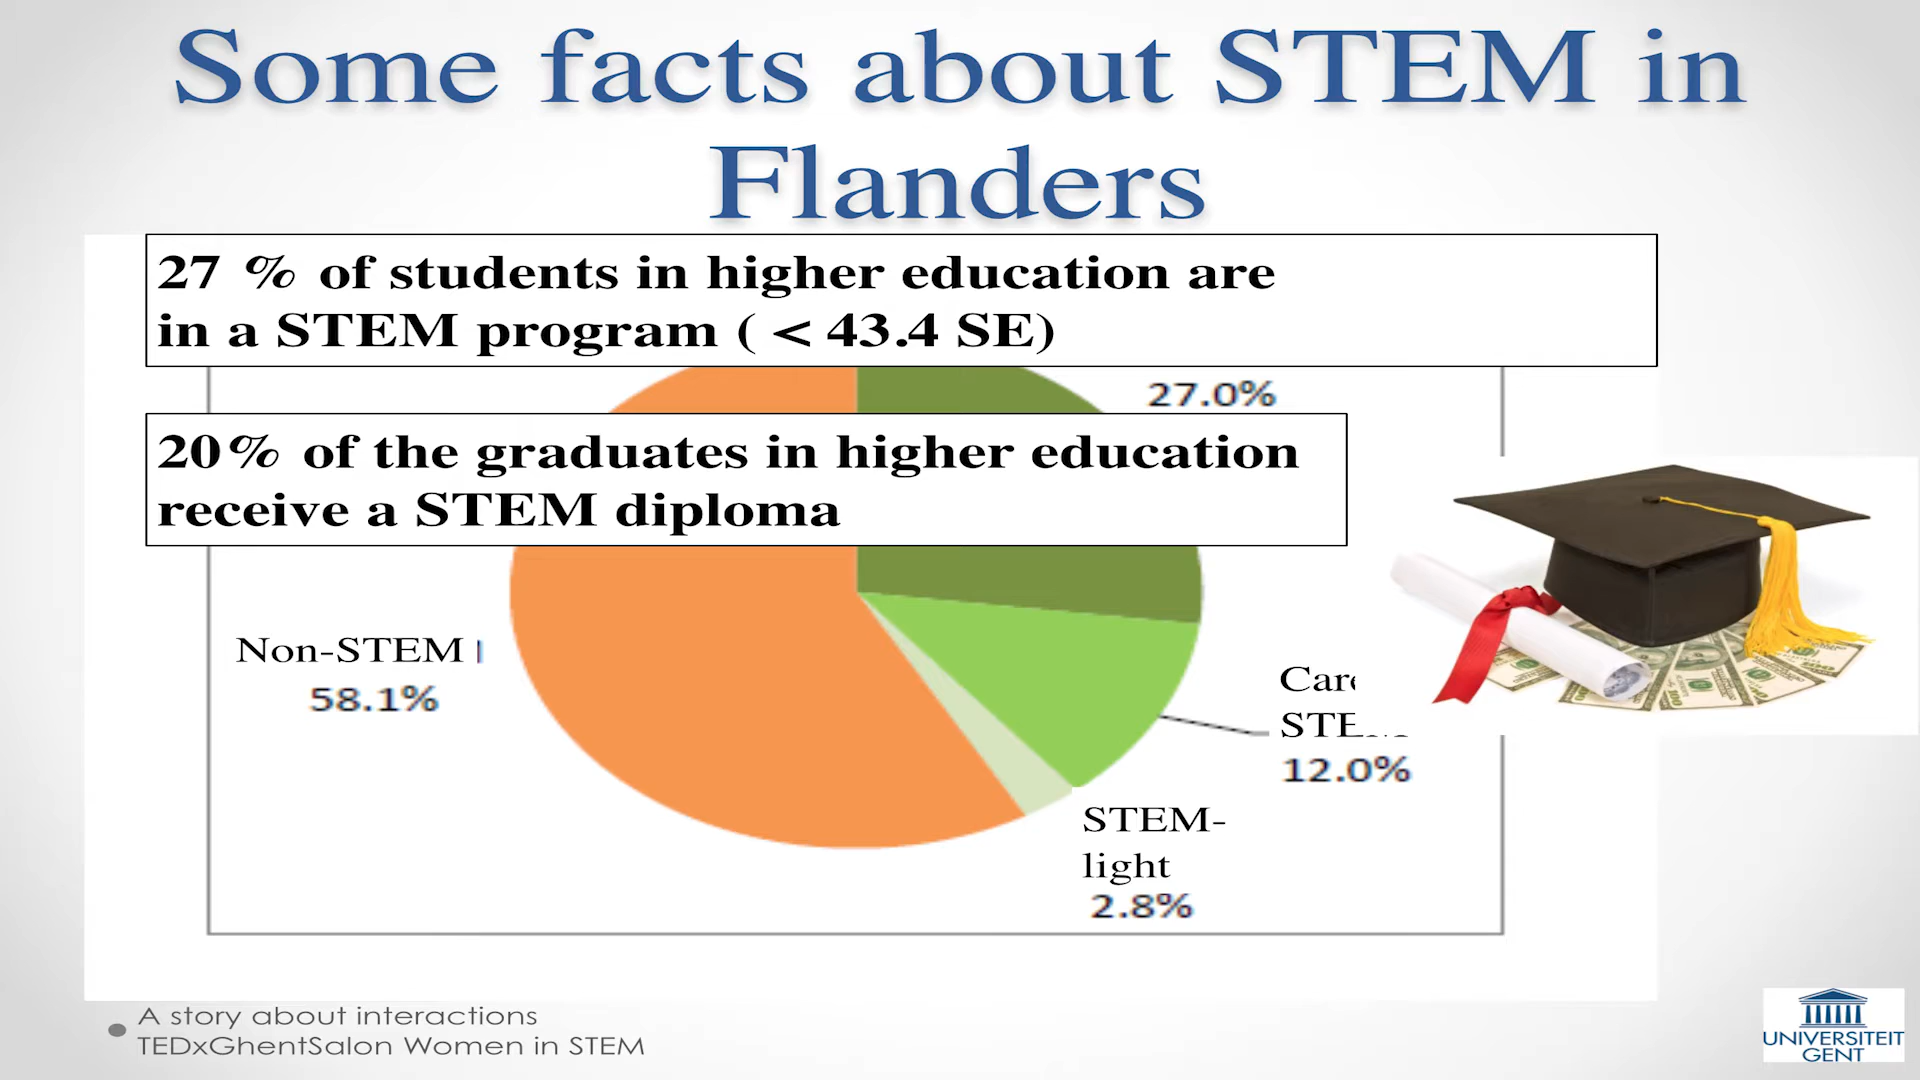 Some facts about STEM in
Flanders
27 % of students in higher education are
in a STEM program ( < 43.4 SE)
27.0%
20% of the graduates in higher education
receive a STEM diploma
Non-STEM
58.1%
12.0%
STEM-
light
2.8%
A story about interactions
TEDxGhentSalon Women in STEM
UNIVERSITEIT
GENT